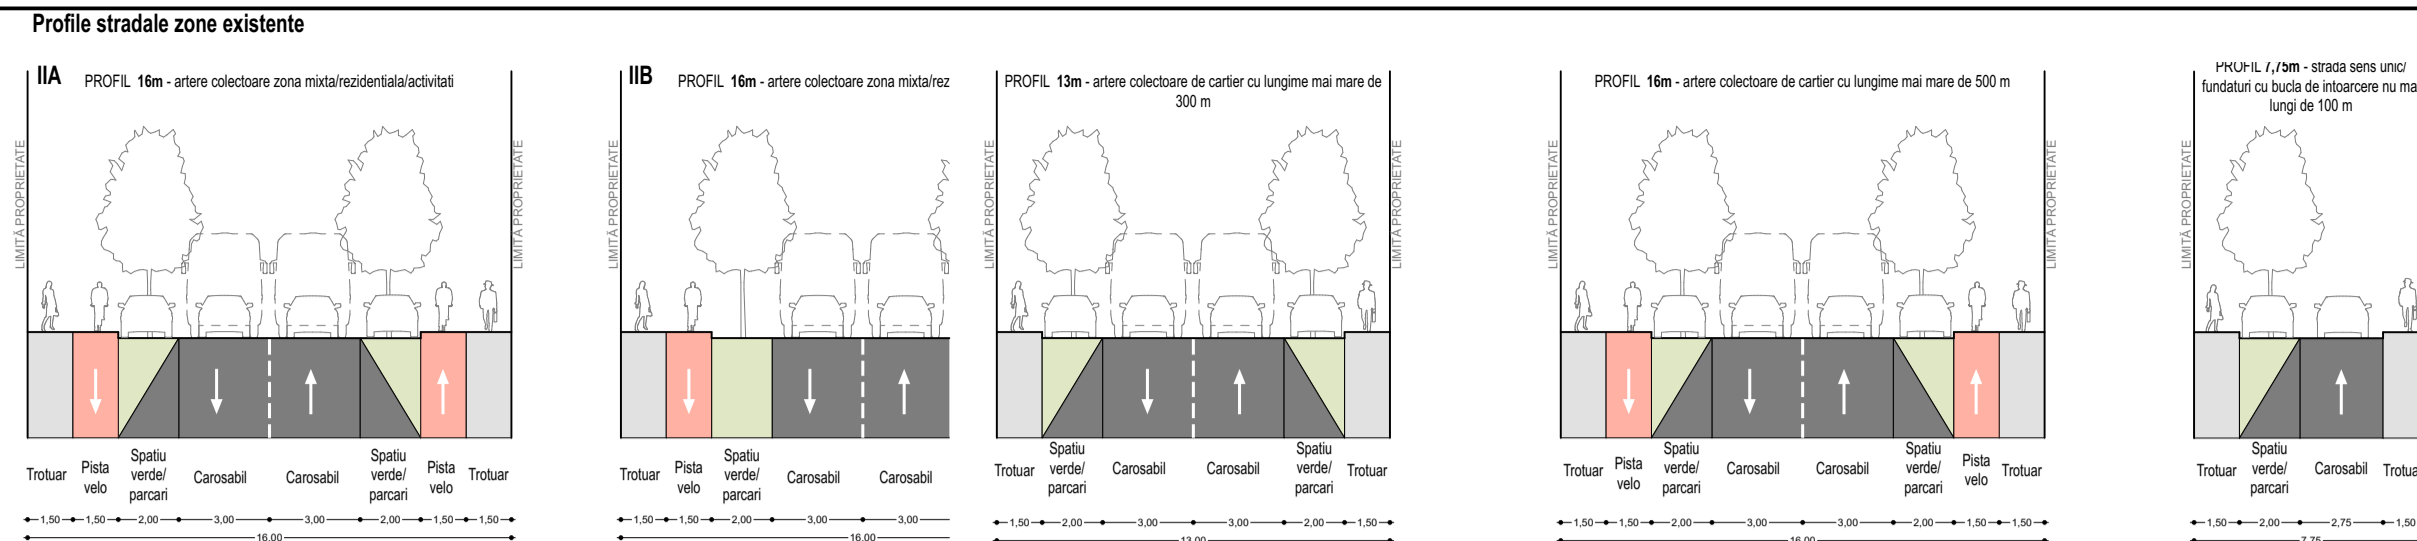 Profile stradale zone existente
IIA
PROFIL 16m - artere colectoare zona mixta/rezidentiala/activitati
LIMITĂ PROPRIETATE
LIMITĂ PROPRIETATE
Trotuar
Pista
velo
Spatiu
verde/
parcari
Carosabil
Carosabil
Spatiu
verde/
parcari
Pista
velo
Trotuar
1,50 1,50 2,00 3,00 3,00 2,00 1,50 1,50
16,00
IIB
PROFIL 16m - artere colectoare zona mixta/rez
LIMITĂ PROPRIETATE
Trotuar
Pista
velo
Spatiu
verde/
parcari
Carosabil
Carosabil
1,50 1,50 2,00 3,00 3,00
16,00
PROFIL 13m - artere colectoare de cartier cu lungime mai mare de
300 m
LIMITĂ PROPRIETATE
LIMITĂ PROPRIETATE
Trotuar
Spatiu
verde/
parcari
Carosabil
Carosabil
Spatiu
verde/
parcari
Trotuar
1,50 2,00 3,00 3,00 2,00 1,50
13,00
PROFIL 16m - artere colectoare de cartier cu lungime mai mare de 500 m
LIMITĂ PROPRIETATE
LIMITĂ PROPRIETATE
Trotuar
Pista
velo
Spatiu
verde/
parcari
Carosabil
Carosabil
Spatiu
verde/
parcari
Pista
velo
Trotuar
1,50 1,50 2,00 3,00 3,00 2,00 1,50 1,50
16,00
PROFIL 7,75m - strada sens unic/
fundaturi cu bucla de intoarcere nu ma
lungi de 100 m
LIMITĂ PROPRIETATE
Trotuar
Spatiu
verde/
parcari
Carosabil
Trotua
1,50 2,00 2,75 1,50
7,75